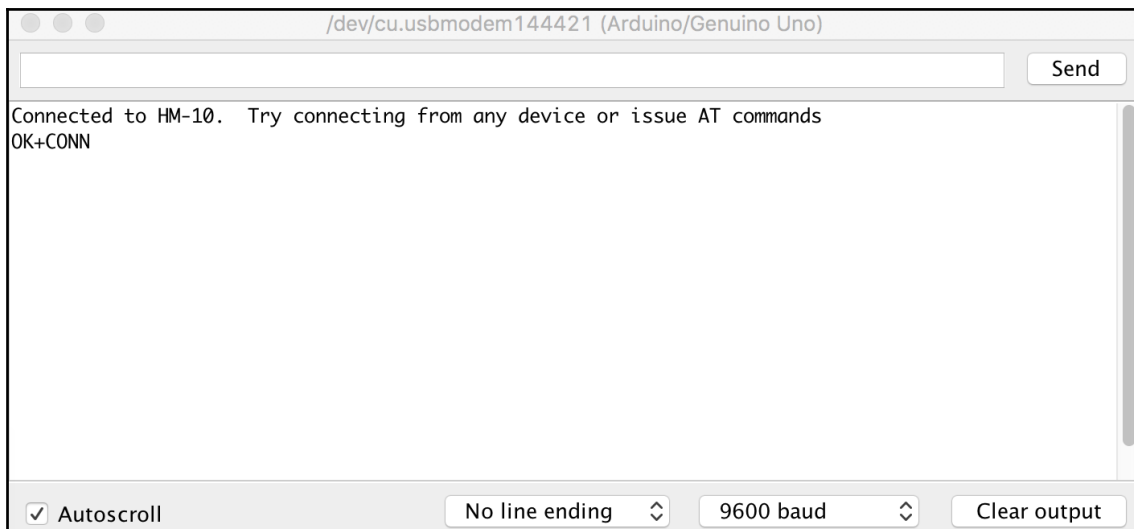 /dev/cu.usbmodem144421 (Arduino/Genuino Uno)
Send
Connected to HM-10.  Try connecting from any device or issue AT commands
OK+CONN
Autoscroll
No line ending
9600 baud
Clear output